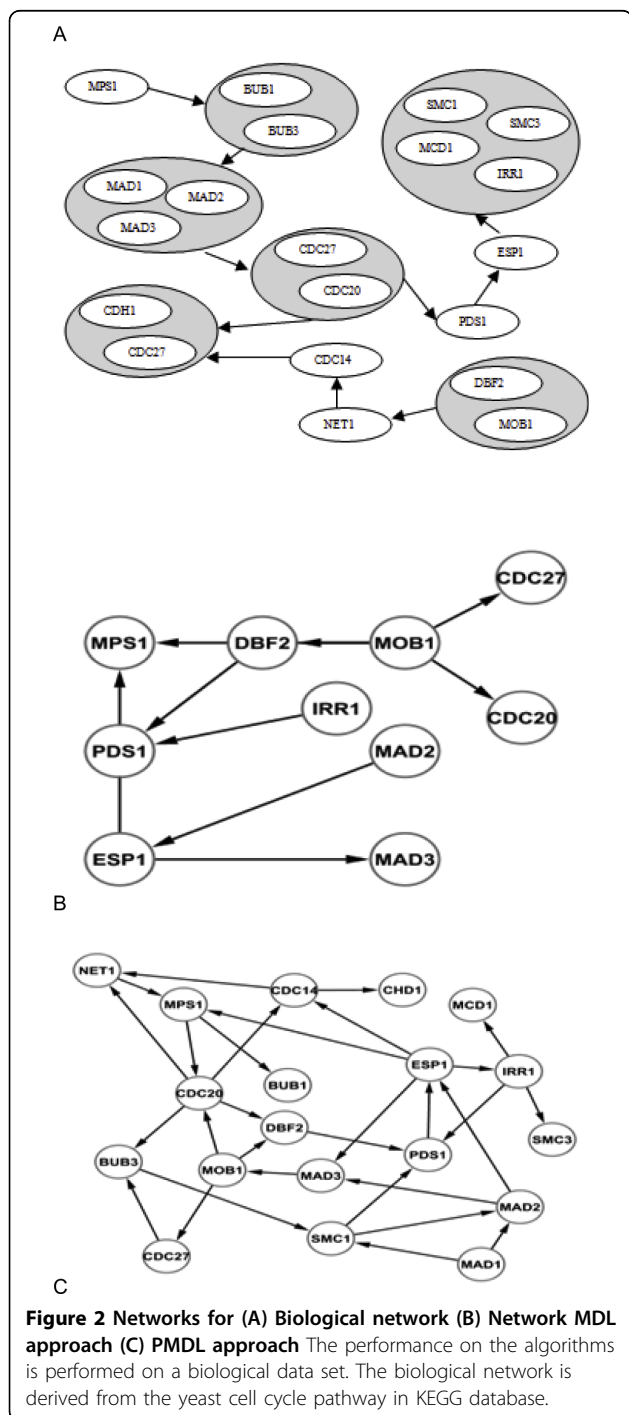 A
MPS1
BUB1
BUB3
SMC1
SMC3
MCD1
IRR1
MAD1
MAD2
MAD3
CDC27
CDC20
ESP1
CDH1
CDC27
PDS1
CDC14
DBF2
NET1
MOB1
CDC27
MPS1
DBF2
MOB1
IRR1
CDC20
PDS1
MAD2
ESP1
MAD3
B
NET1
CDC14
CHD1
MCD1
MPS1
ESP1
IRR1
BUB1
CDC20
DBF2
SMC3
BUB3
MOB1
MAD3
PDS1
MAD2
CDC27
SMC1
MAD1
C
Figure 2 Networks for (A) Biological network (B) Network MDL
approach (C) PMDL approach The performance on the algorithms
is performed on a biological data set. The biological network is
derived from the yeast cell cycle pathway in KEGG database.